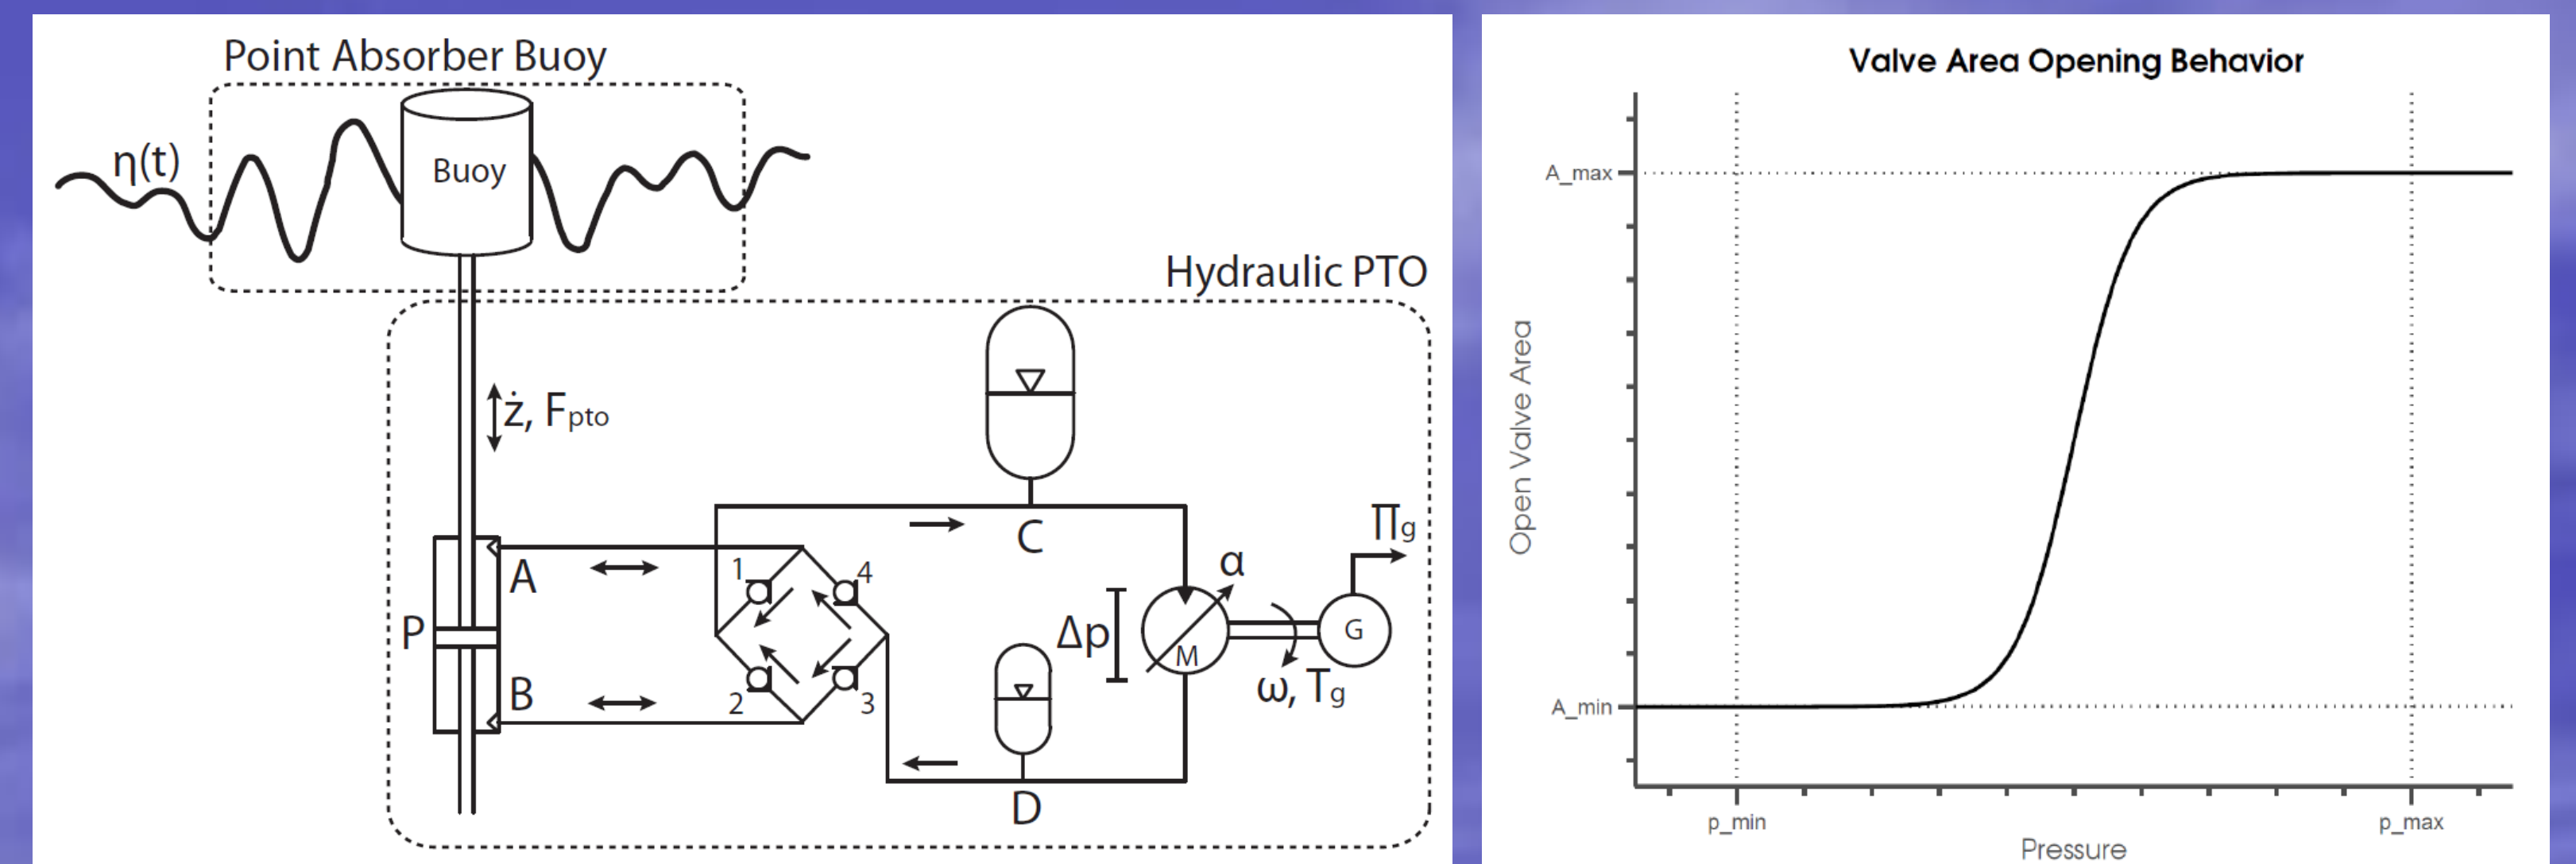 Point Absorber Buoy
η(t)
Buoy
Hydraulic PTO
ż, Fpto
C
A
P
B
1
4
2
3
D
Δp
α
M
ω, Tg
G
Πg
Valve Area Opening Behavior
A_max
Open Valve Area
A_min
p_min
p_max
Pressure